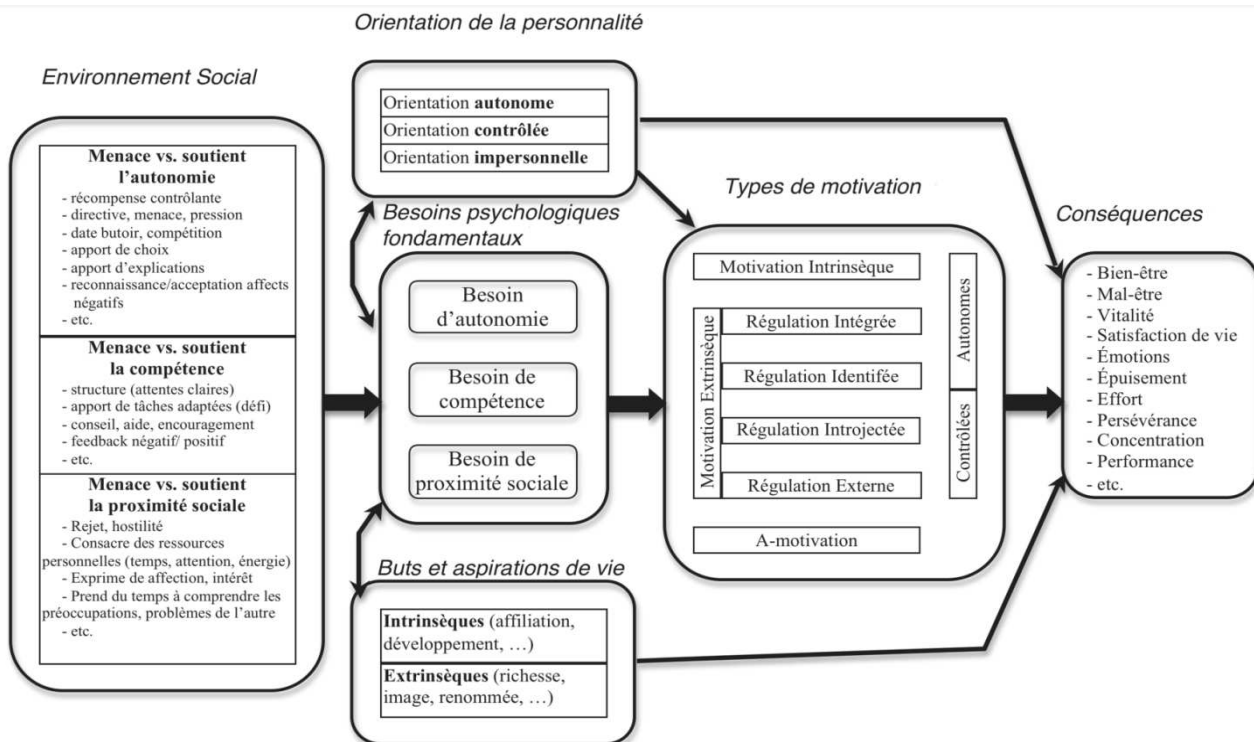 Orientation de la personnalité
Environnement Social
Orientation autonome
Orientation contrôlée
Orientation impersonnelle
Menace vs. soutient
l'autonomie
- récompense contrôlante
- directive, menace, pression
- date butoir, compétition
- apport de choix
- apport d'explications
- reconnaissance/acceptation affects
négatifs
- etc.
Menace vs. soutient
la compétence
- structure (attentes claires)
- apport de tâches adaptées (défi)
- conseil, aide, encouragement
- feedback négatif/ positif
- etc.
Menace vs. soutient
la proximité sociale
- Rejet, hostilité
- Consacre des ressources
personnelles (temps, attention, énergie)
- Exprime de affection, intérêt
- Prend du temps à comprendre les
préoccupations, problèmes de l'autre
- etc.
Besoins psychologiques
fondamentaux
Besoin
d'autonomie
Besoin de
compétence
Besoin de
proximité sociale
Buts et aspirations de vie
Intrinsèques (affiliation,
développement, ...)
Extrinsèques (richesse,
image, renommée, ...)
Types de motivation
Motivation Intrinsèque
Motivation Extrinsèque
Régulation Intégrée
Régulation Identifée
Régulation Introjectée
Régulation Externe
A-motivation
Autonomes
Contrôlées
Conséquences
- Bien-être
- Mal-être
- Vitalité
- Satisfaction de vie
- Émotions
- Épuisement
- Effort
- Persévérance
- Concentration
- Performance
- etc.